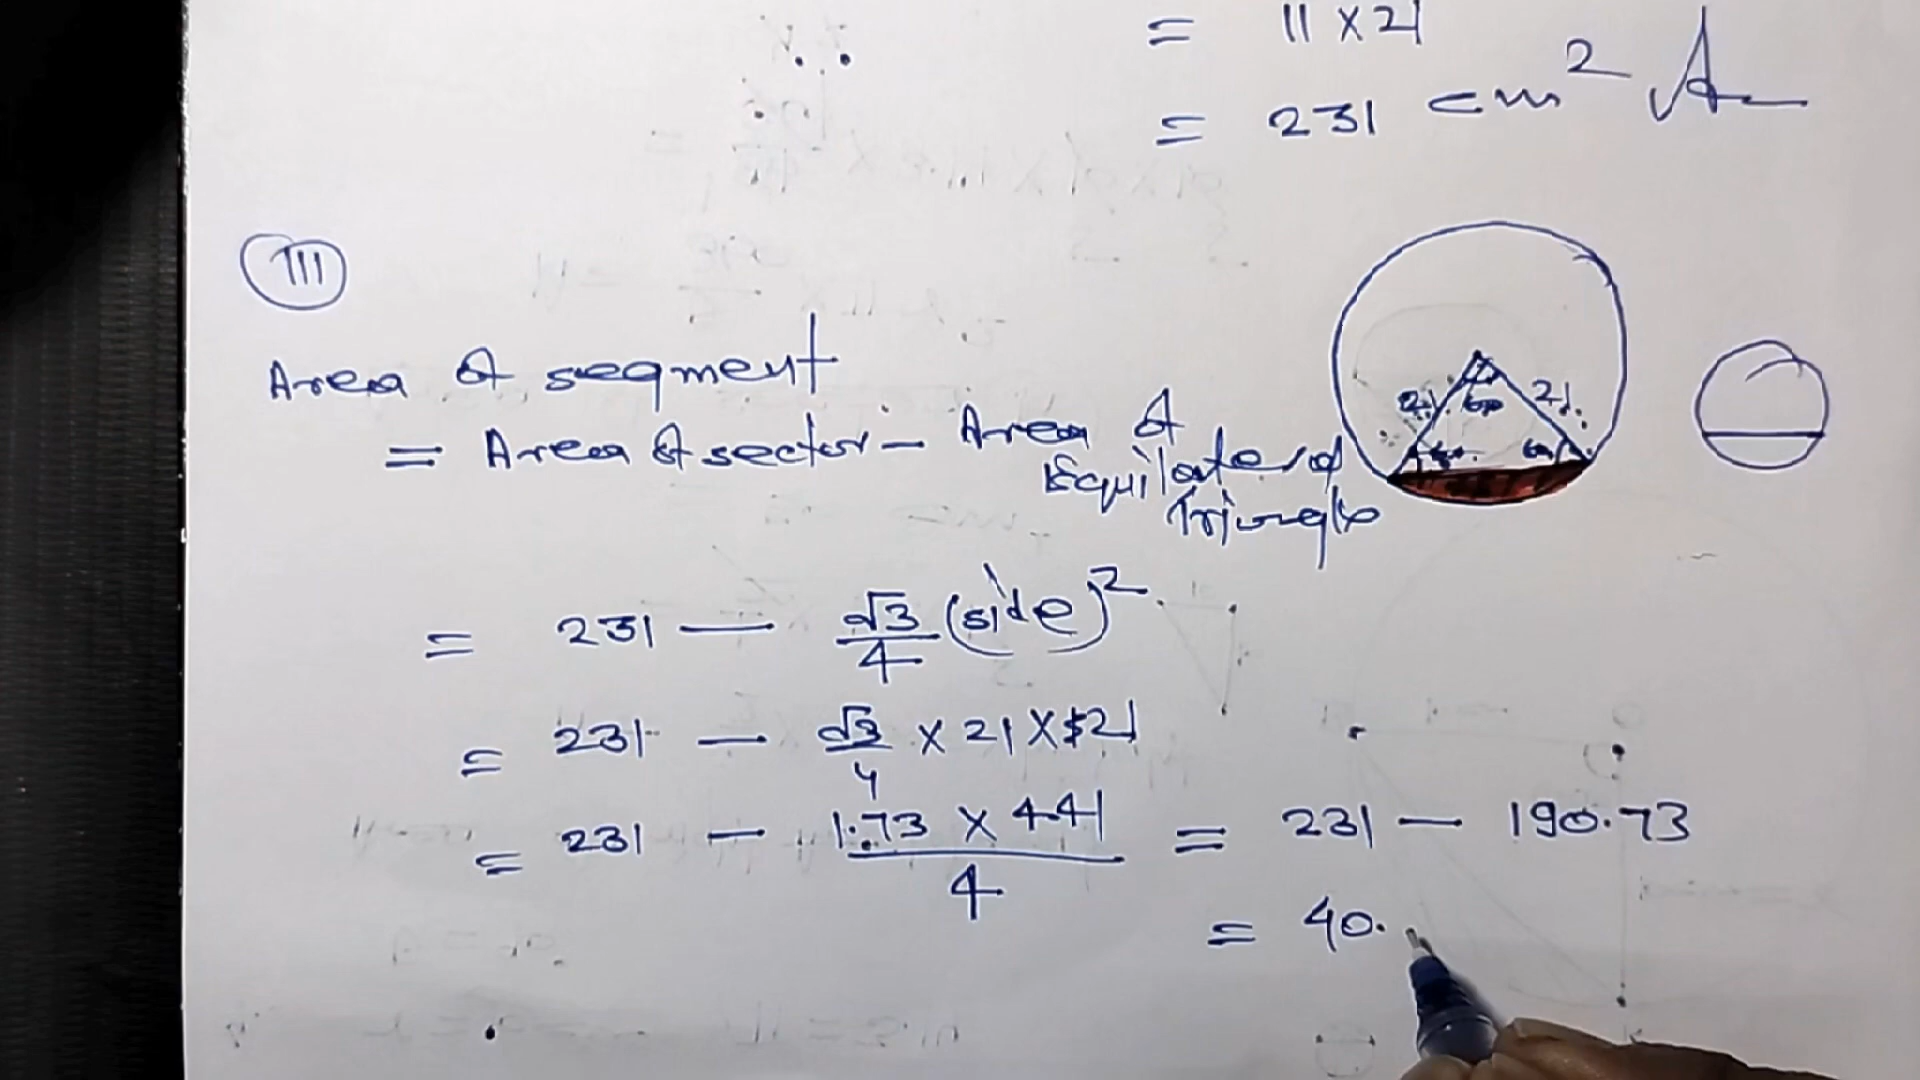 = 11 × 21
= 231 cm² A
III
Area of segment
= Area of sector − Area of
Equilateral
Triangle
21. 60 21.
60. 60
= 231 − √3/4 (side)²
= 231 − √3/4 × 21 × 21
= 231 − 1.73 × 441 / 4 = 231 − 190.73
= 40.